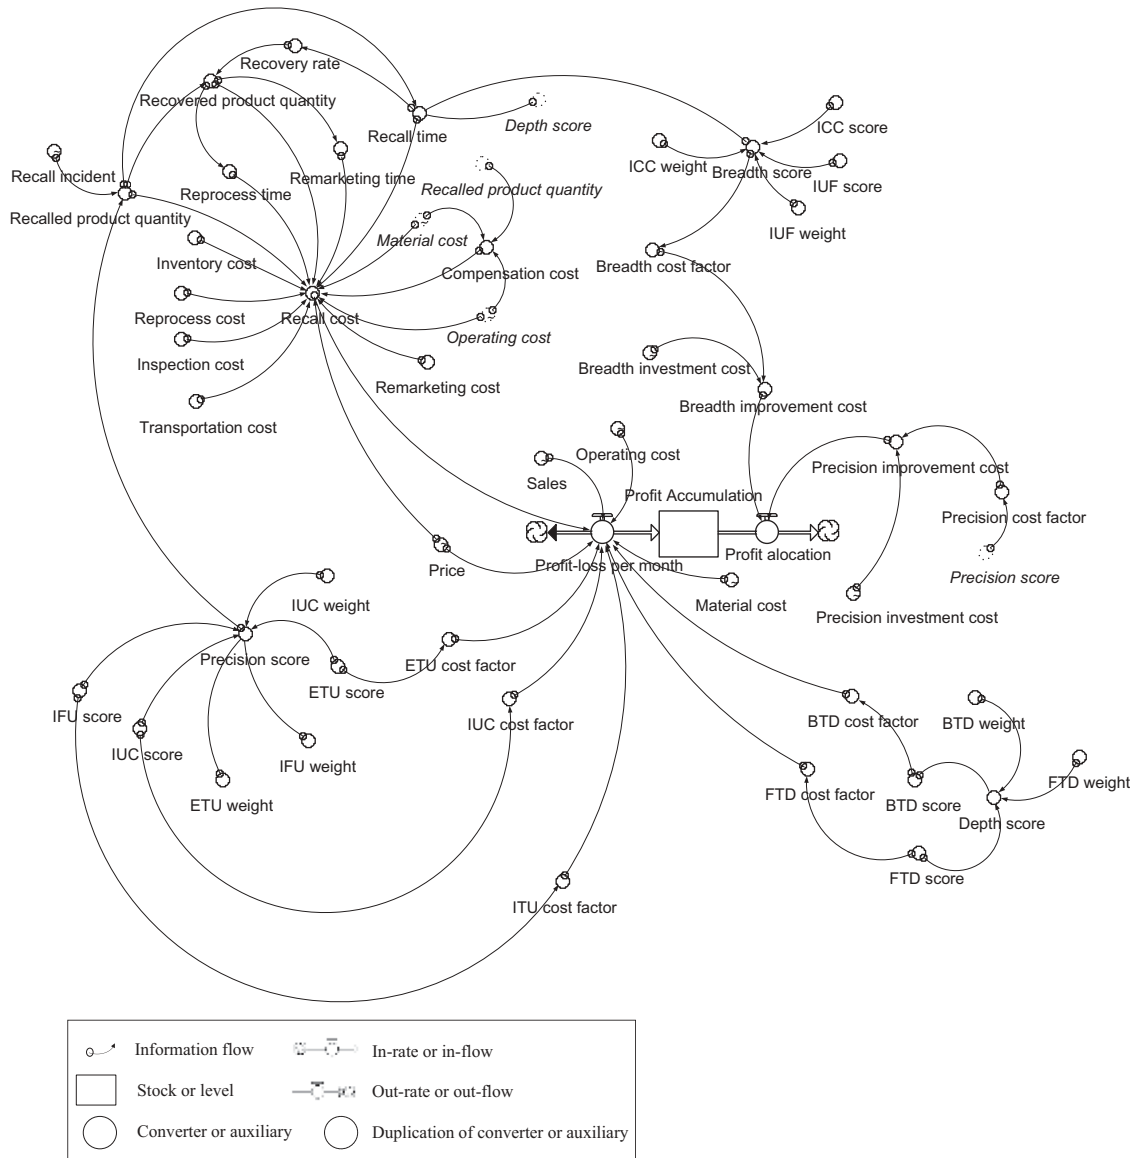 Recovery rate
Recovered product quantity
Recall time
Depth score
ICC score
ICC weight
Breadth score
IUF score
IUF weight
Recall incident
Reprocess time
Remarketing time
Recalled product quantity
Recalled product quantity
Material cost
Inventory cost
Compensation cost
Breadth cost factor
Reprocess cost
Recall cost
Operating cost
Inspection cost
Remarketing cost
Breadth investment cost
Transportation cost
Breadth improvement cost
Operating cost
Sales
Precision improvement cost
Profit Accumulation
Precision cost factor
Profit-loss per month
Profit alocation
Price
Precision score
Material cost
Precision investment cost
IUC weight
Precision score
ETU cost factor
ETU score
IFU score
IUC cost factor
BTD cost factor
BTD weight
IUC score
IFU weight
ETU weight
FTD cost factor
BTD score
FTD weight
Depth score
FTD score
ITU cost factor
Information flow
In-rate or in-flow
Stock or level
Out-rate or out-flow
Converter or auxiliary
Duplication of converter or auxiliary